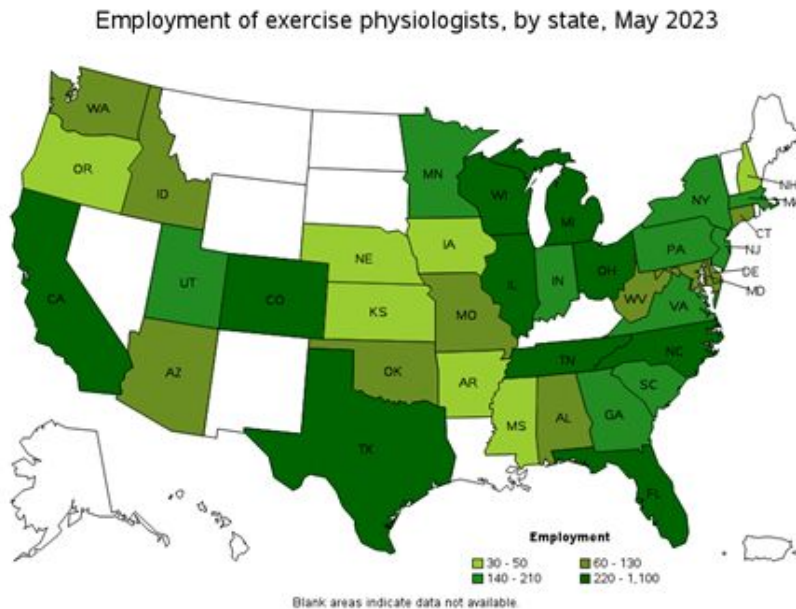 Employment of exercise physiologists, by state, May 2023
WA
OR
ID
MN
WI
MI
NY
NH
MA
CT
NJ
PA
DE
MD
CA
UT
CO
NE
IA
IL
IN
OH
WV
VA
KS
MO
AZ
OK
AR
TN
NC
SC
MS
AL
GA
TX
FL
Employment
30 - 50
60 - 130
140 - 210
220 - 1,100
Blank areas indicate data not available.